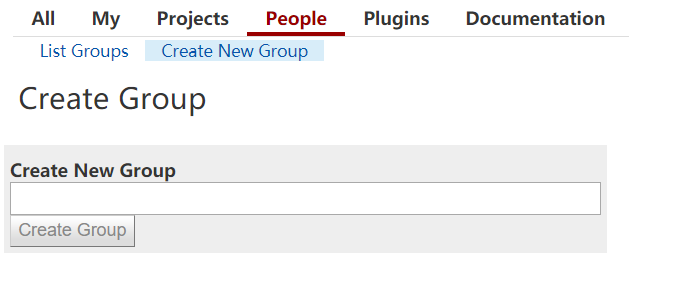 All My Projects People Plugins Documentation
List Groups Create New Group
Create Group
Create New Group
Create Group